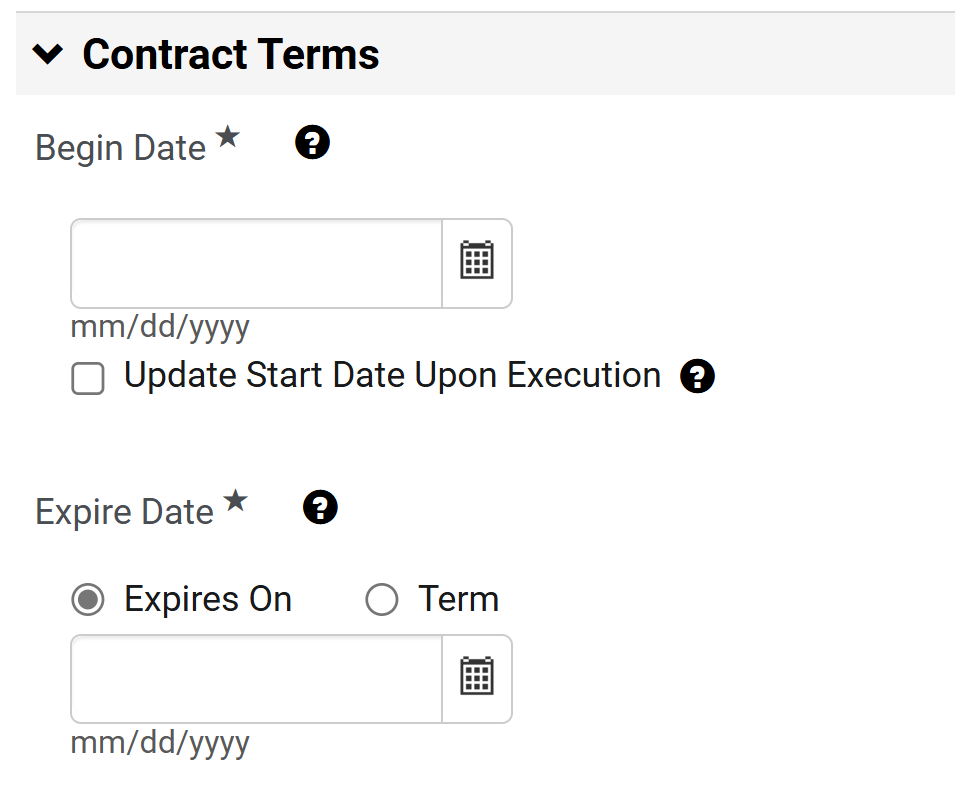 Contract Terms
Begin Date ★ ?
mm/dd/yyyy
Update Start Date Upon Execution ?
Expire Date ★ ?
Expires On Term
mm/dd/yyyy